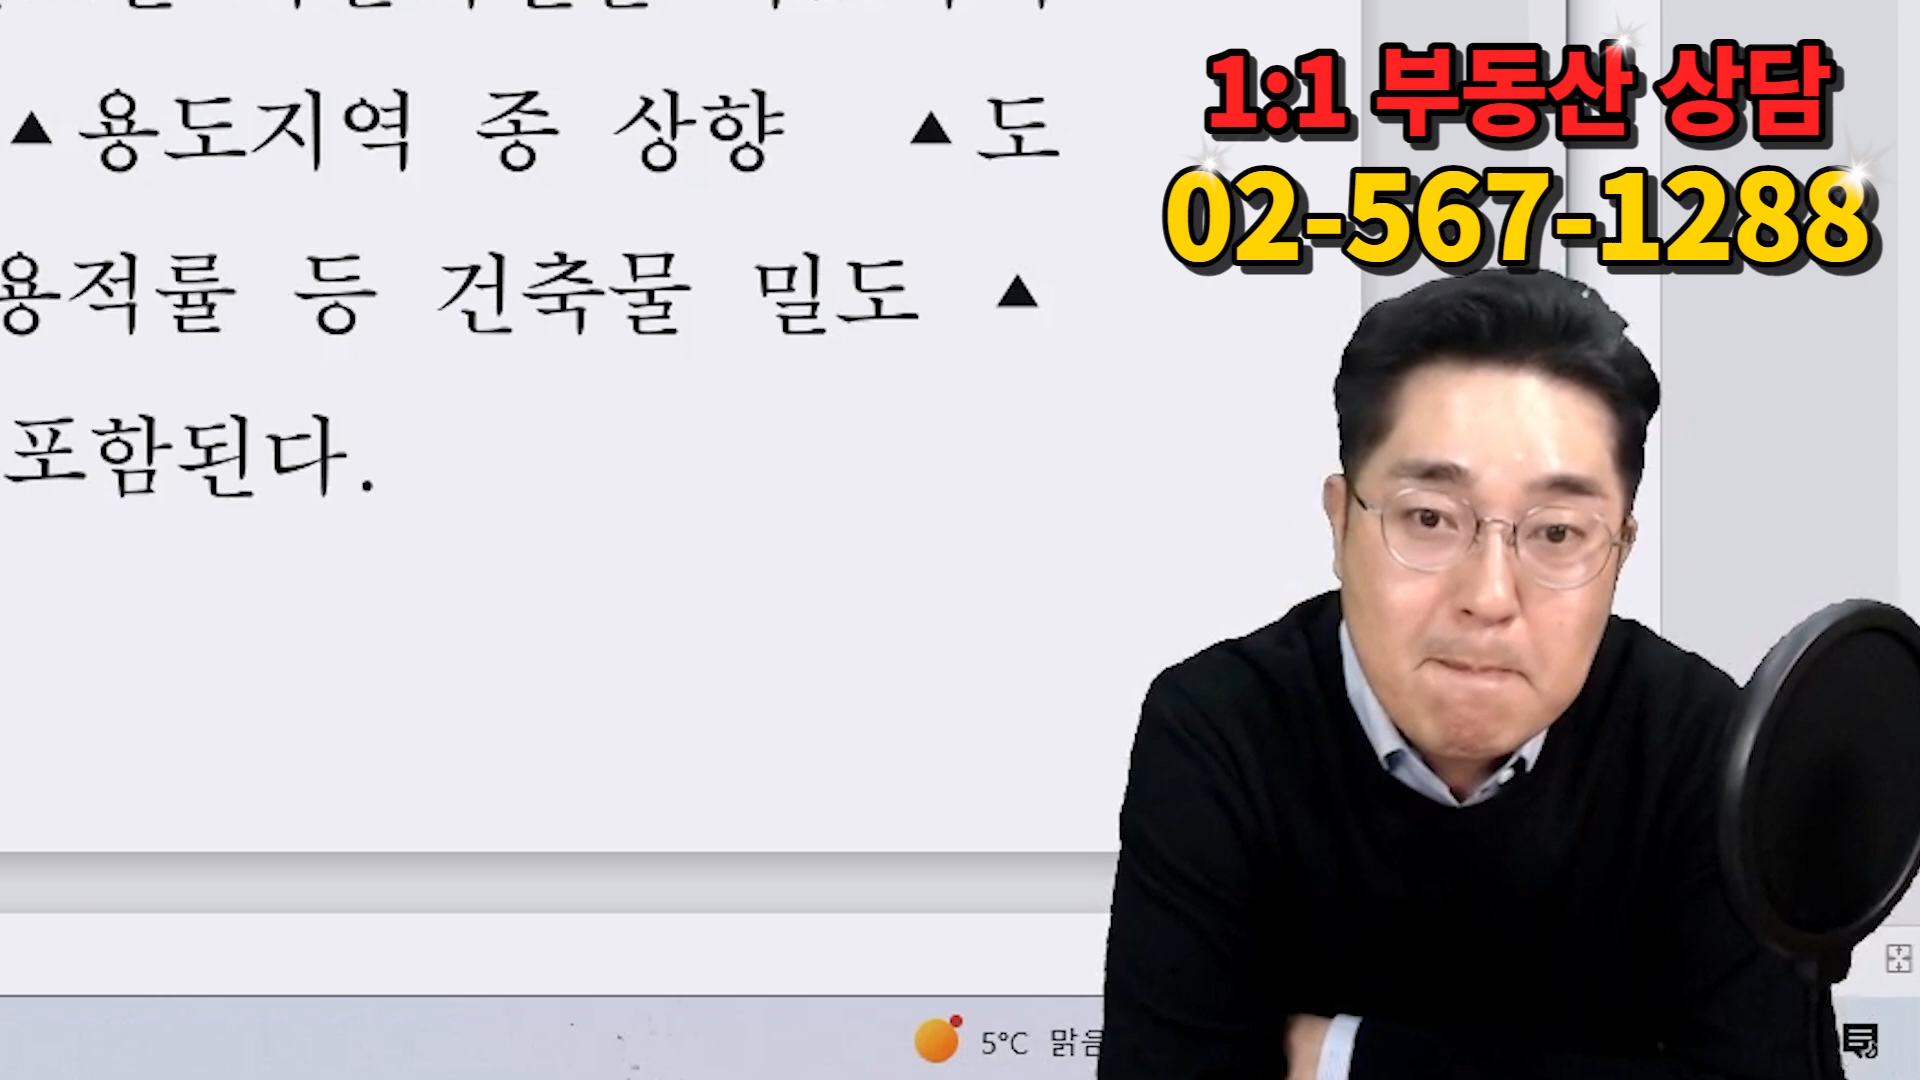 ▲용도지역 종 상향 ▲도
용적률 등 건축물 밀도 ▲
포함된다.
1:1 부동산 상담
02-567-1288
5°C 맑음